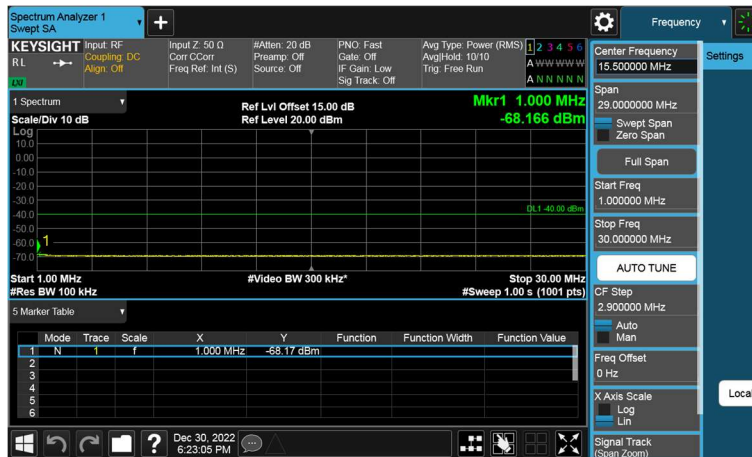 Spectrum Analyzer 1
Swept SA
Frequency
KEYSIGHT
RL
LXI
Input: RF
Coupling: DC
Align: Off
Input Z: 50 Ω
Corr CCorr
Freq Ref: Int (S)
#Atten: 20 dB
Preamp: Off
Source: Off
PNO: Fast
Gate: Off
IF Gain: Low
Sig Track: Off
Avg Type: Power (RMS)
Avg|Hold: 10/10
Trig: Free Run
1 2 3 4 5 6
A W W W W W
A N N N N N
1 Spectrum
Scale/Div 10 dB
Ref Lvl Offset 15.00 dB
Ref Level 20.00 dBm
Mkr1 1.000 MHz
-68.166 dBm
Log
10.0
0.00
-10.0
-20.0
-30.0
-40.0
-50.0
-60.0
-70.0
DL1 -40.00 dBm
1
Start 1.00 MHz
#Res BW 100 kHz
#Video BW 300 kHz*
Stop 30.00 MHz
#Sweep 1.00 s (1001 pts)
5 Marker Table
Mode Trace Scale X Y Function Function Width Function Value
1 N 1 f 1.000 MHz -68.17 dBm
2
3
4
5
6
Dec 30, 2022
6:23:05 PM
Center Frequency
15.500000 MHz
Settings
Span
29.0000000 MHz
Swept Span
Zero Span
Full Span
Start Freq
1.000000 MHz
Stop Freq
30.000000 MHz
AUTO TUNE
CF Step
2.900000 MHz
Auto
Man
Freq Offset
0 Hz
X Axis Scale
Log
Lin
Local
Signal Track
(Span Zoom)